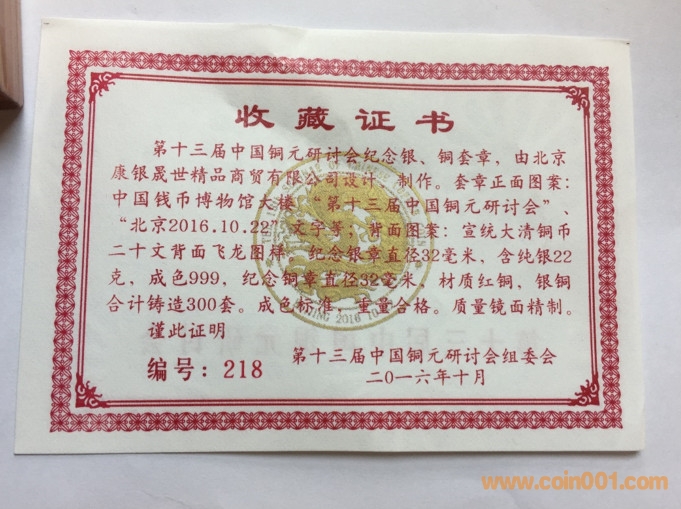 收藏证书
第十三届中国铜元研讨会纪念银、铜套章，由北京
康银晟世精品商贸有限公司设计、制作。套章正面图案：
中国钱币博物馆大楼、“第十三届中国铜元研讨会”、
“北京2016.10.22”文字等；背面图案：宣统大清铜币
二十文背面飞龙图样，纪念银章直径32毫米，含纯银22
克，成色999，纪念铜章直径32毫米，材质红铜，银铜
合计铸造300套。成色标准，重量合格。质量镜面精制。
谨此证明
编号：218
第十三届中国铜元研讨会组委会
二〇一六年十月
www.coin001.com